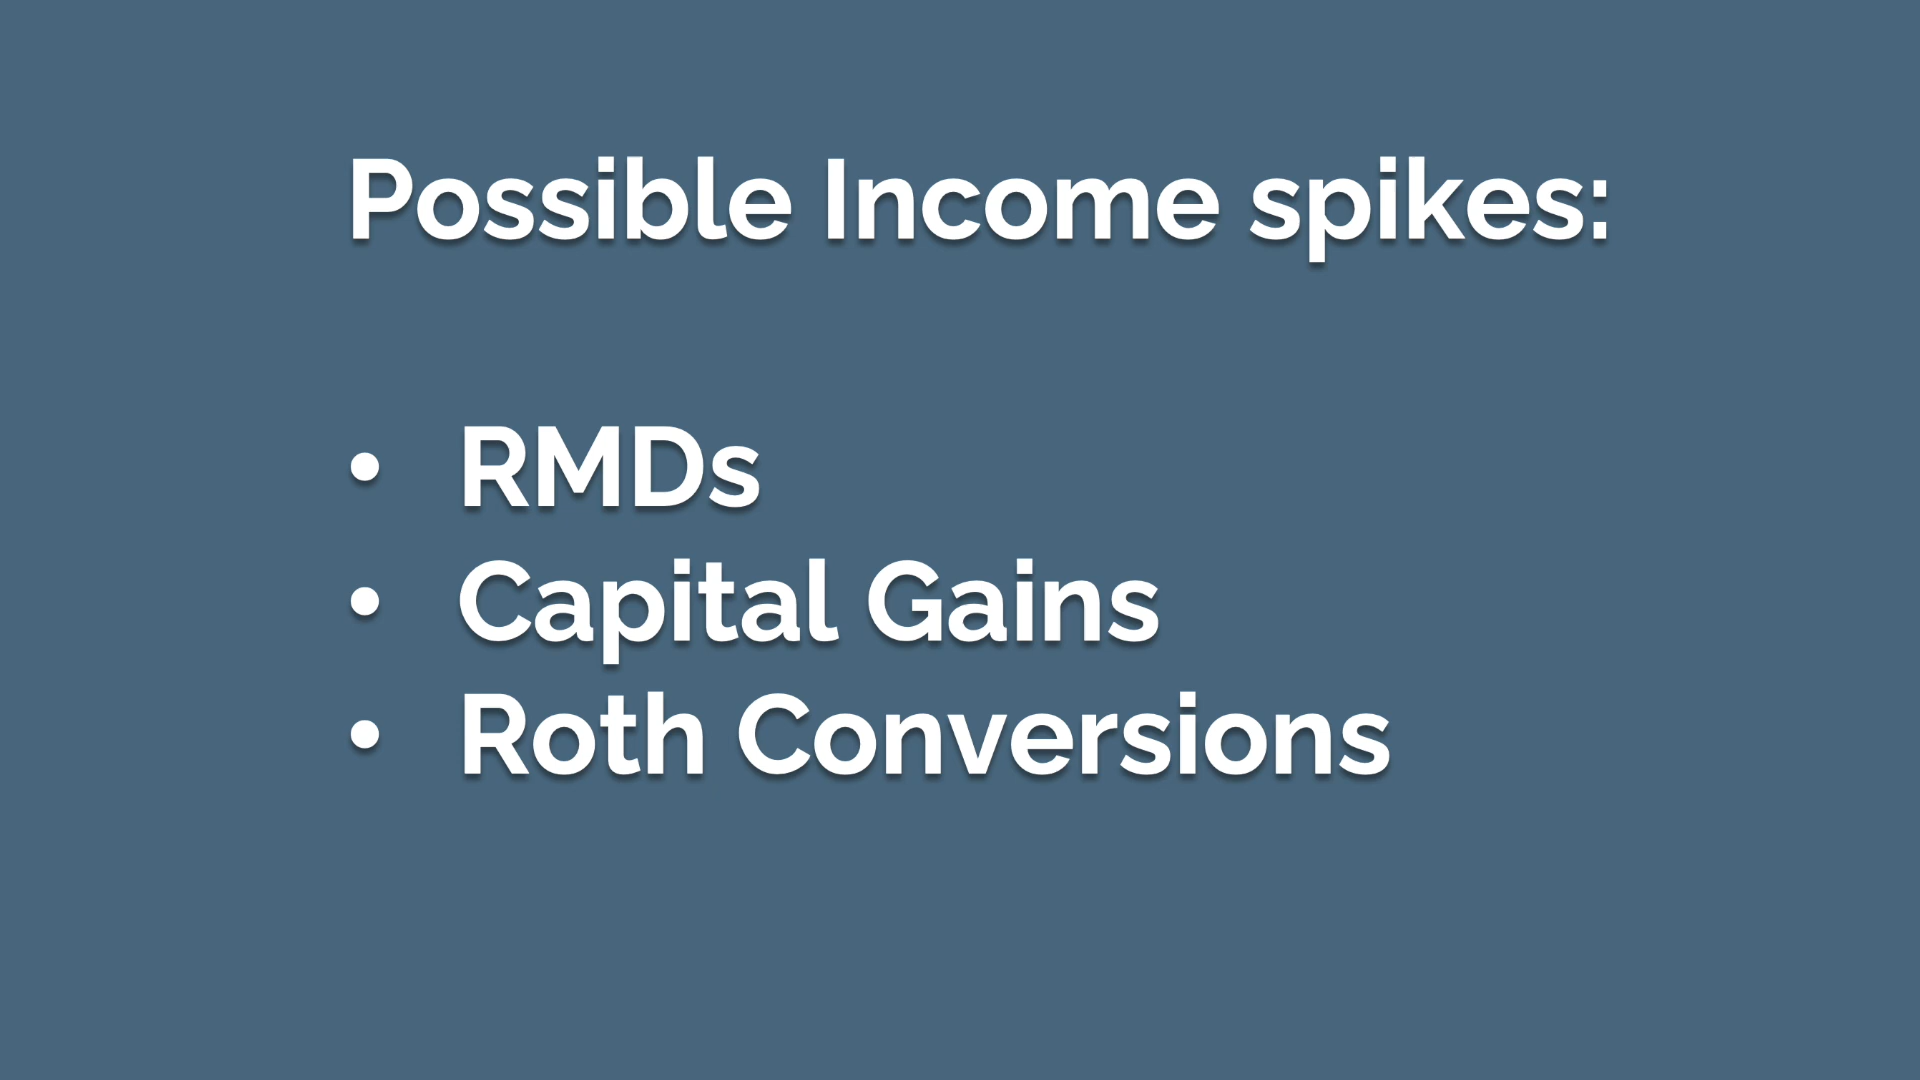 Possible Income spikes:
• RMDs
• Capital Gains
• Roth Conversions